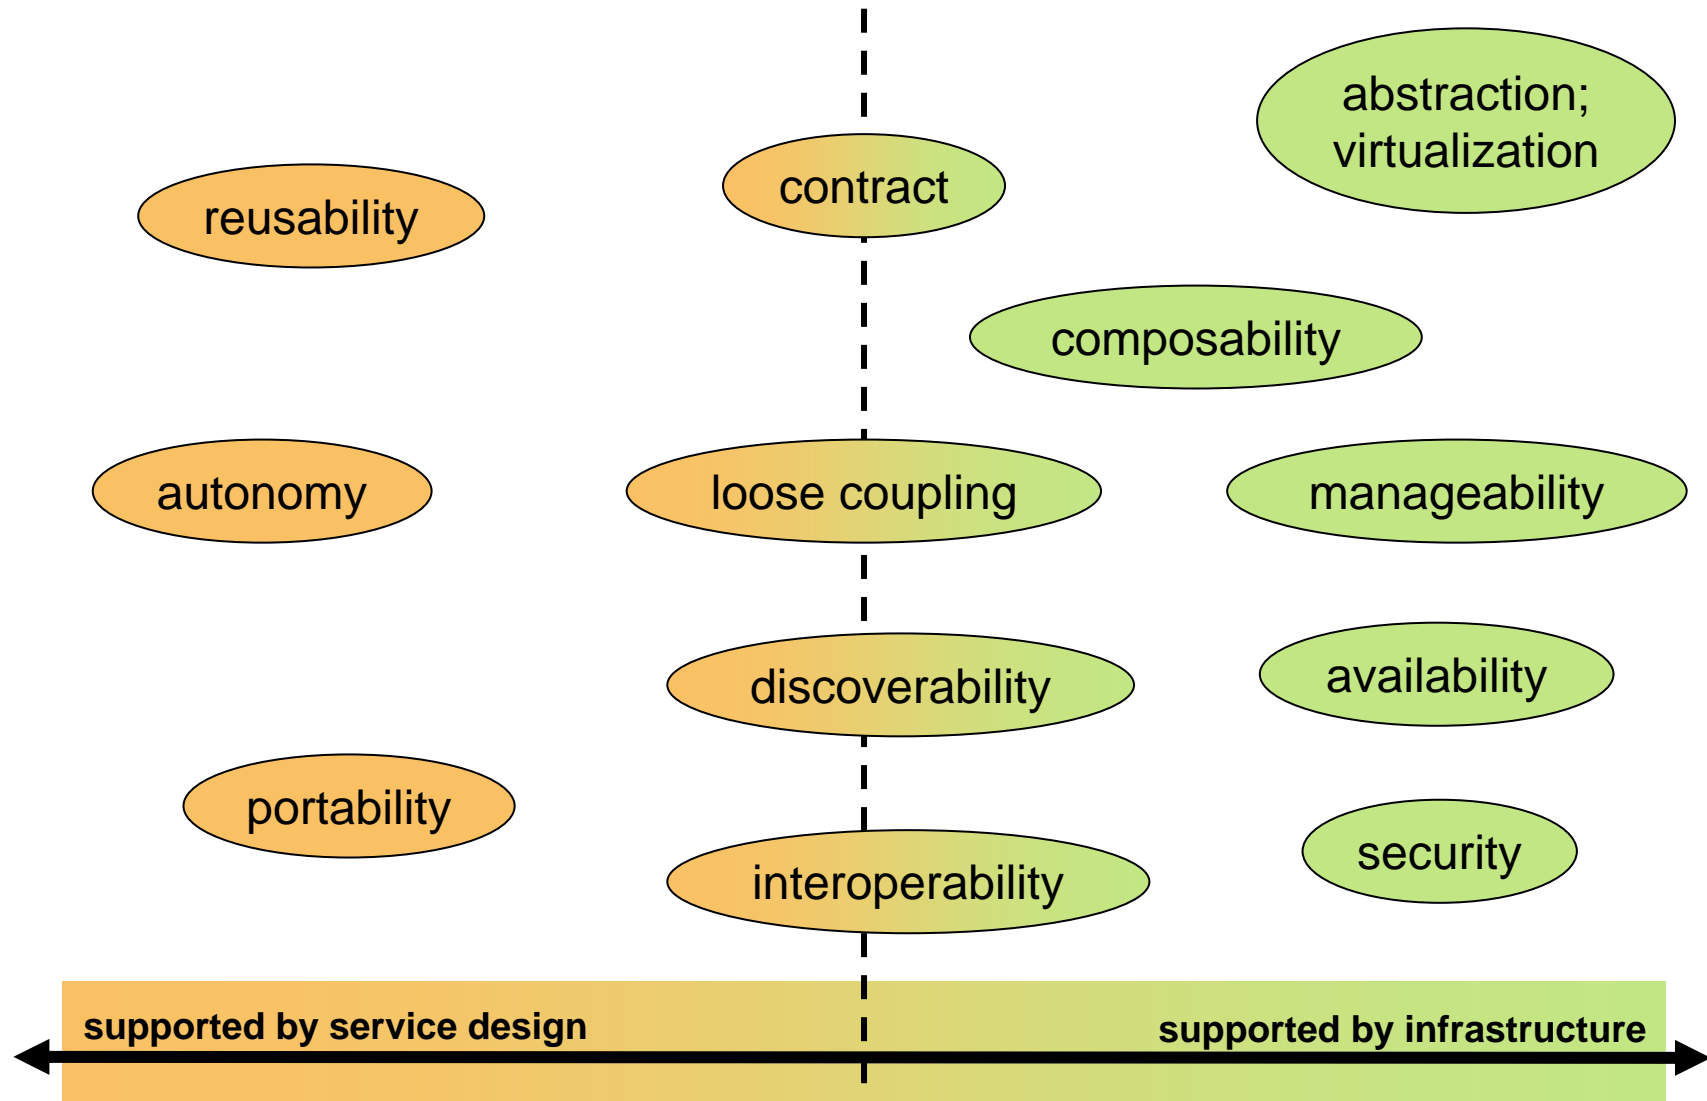 abstraction;
virtualization
contract
reusability
composability
autonomy
loose coupling
manageability
discoverability
availability
portability
interoperability
security
supported by service design
supported by infrastructure